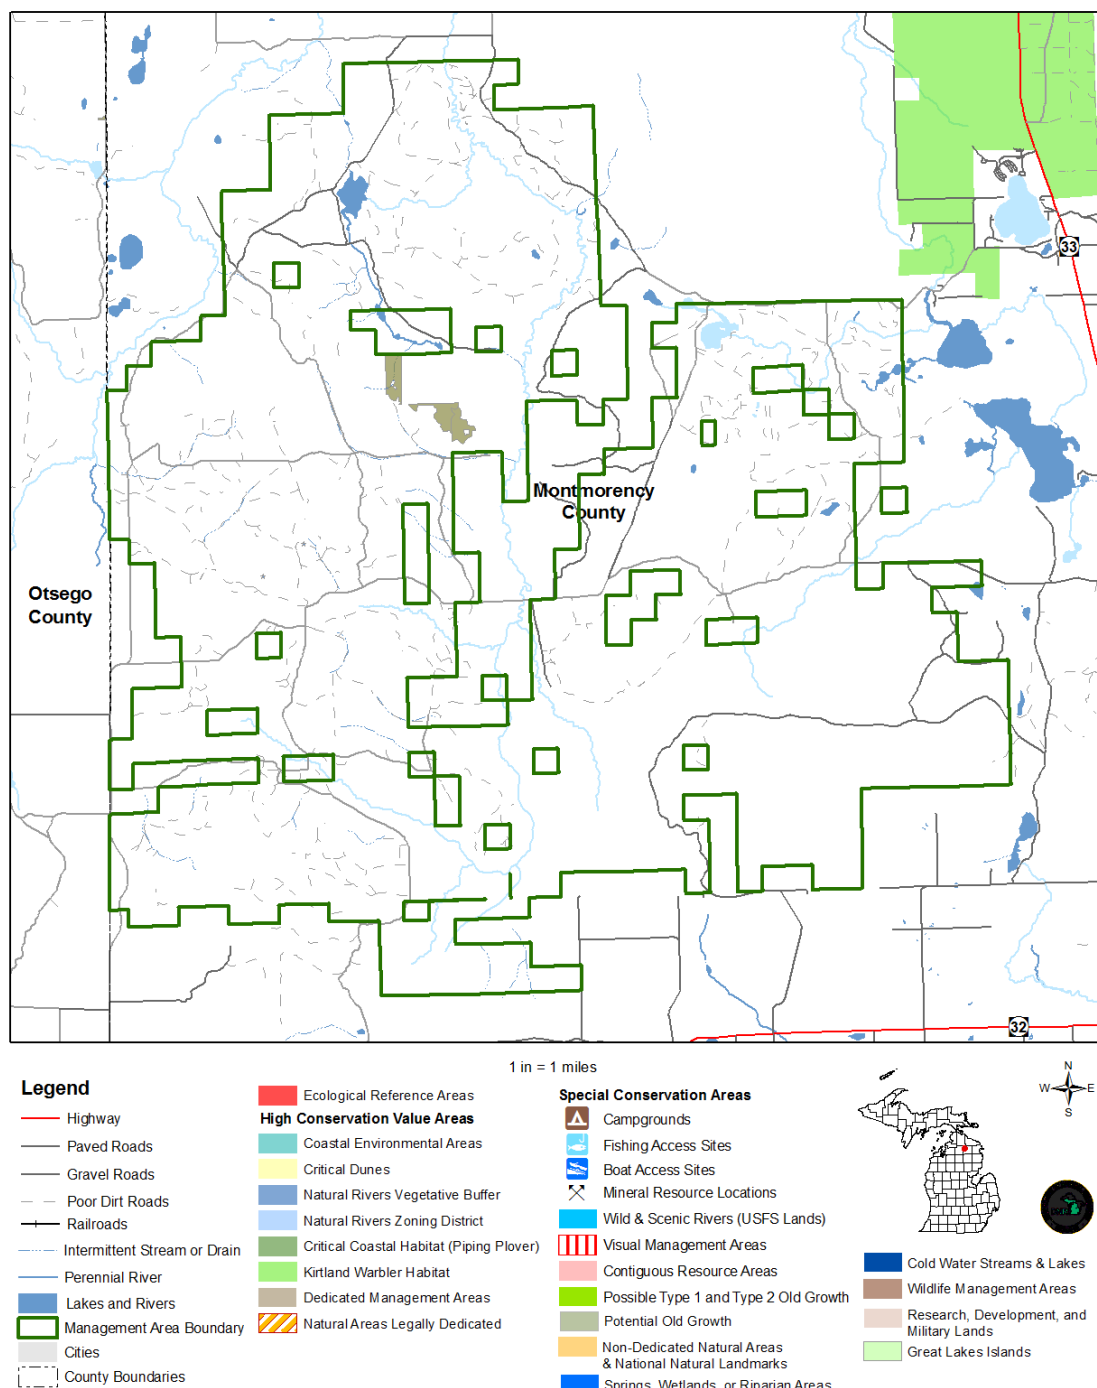 33
Montmorency
County
Otsego
County
32
1 in = 1 miles
Legend
Highway
Paved Roads
Gravel Roads
Poor Dirt Roads
Railroads
Intermittent Stream or Drain
Perennial River
Lakes and Rivers
Management Area Boundary
Cities
County Boundaries
Ecological Reference Areas
High Conservation Value Areas
Coastal Environmental Areas
Critical Dunes
Natural Rivers Vegetative Buffer
Natural Rivers Zoning District
Critical Coastal Habitat (Piping Plover)
Kirtland Warbler Habitat
Dedicated Management Areas
Natural Areas Legally Dedicated
Special Conservation Areas
Campgrounds
Fishing Access Sites
Boat Access Sites
Mineral Resource Locations
Wild & Scenic Rivers (USFS Lands)
Visual Management Areas
Contiguous Resource Areas
Possible Type 1 and Type 2 Old Growth
Potential Old Growth
Non-Dedicated Natural Areas
& National Natural Landmarks
Springs, Wetlands, or Riparian Areas
N
W E
S
Cold Water Streams & Lakes
Wildlife Management Areas
Research, Development, and
Military Lands
Great Lakes Islands